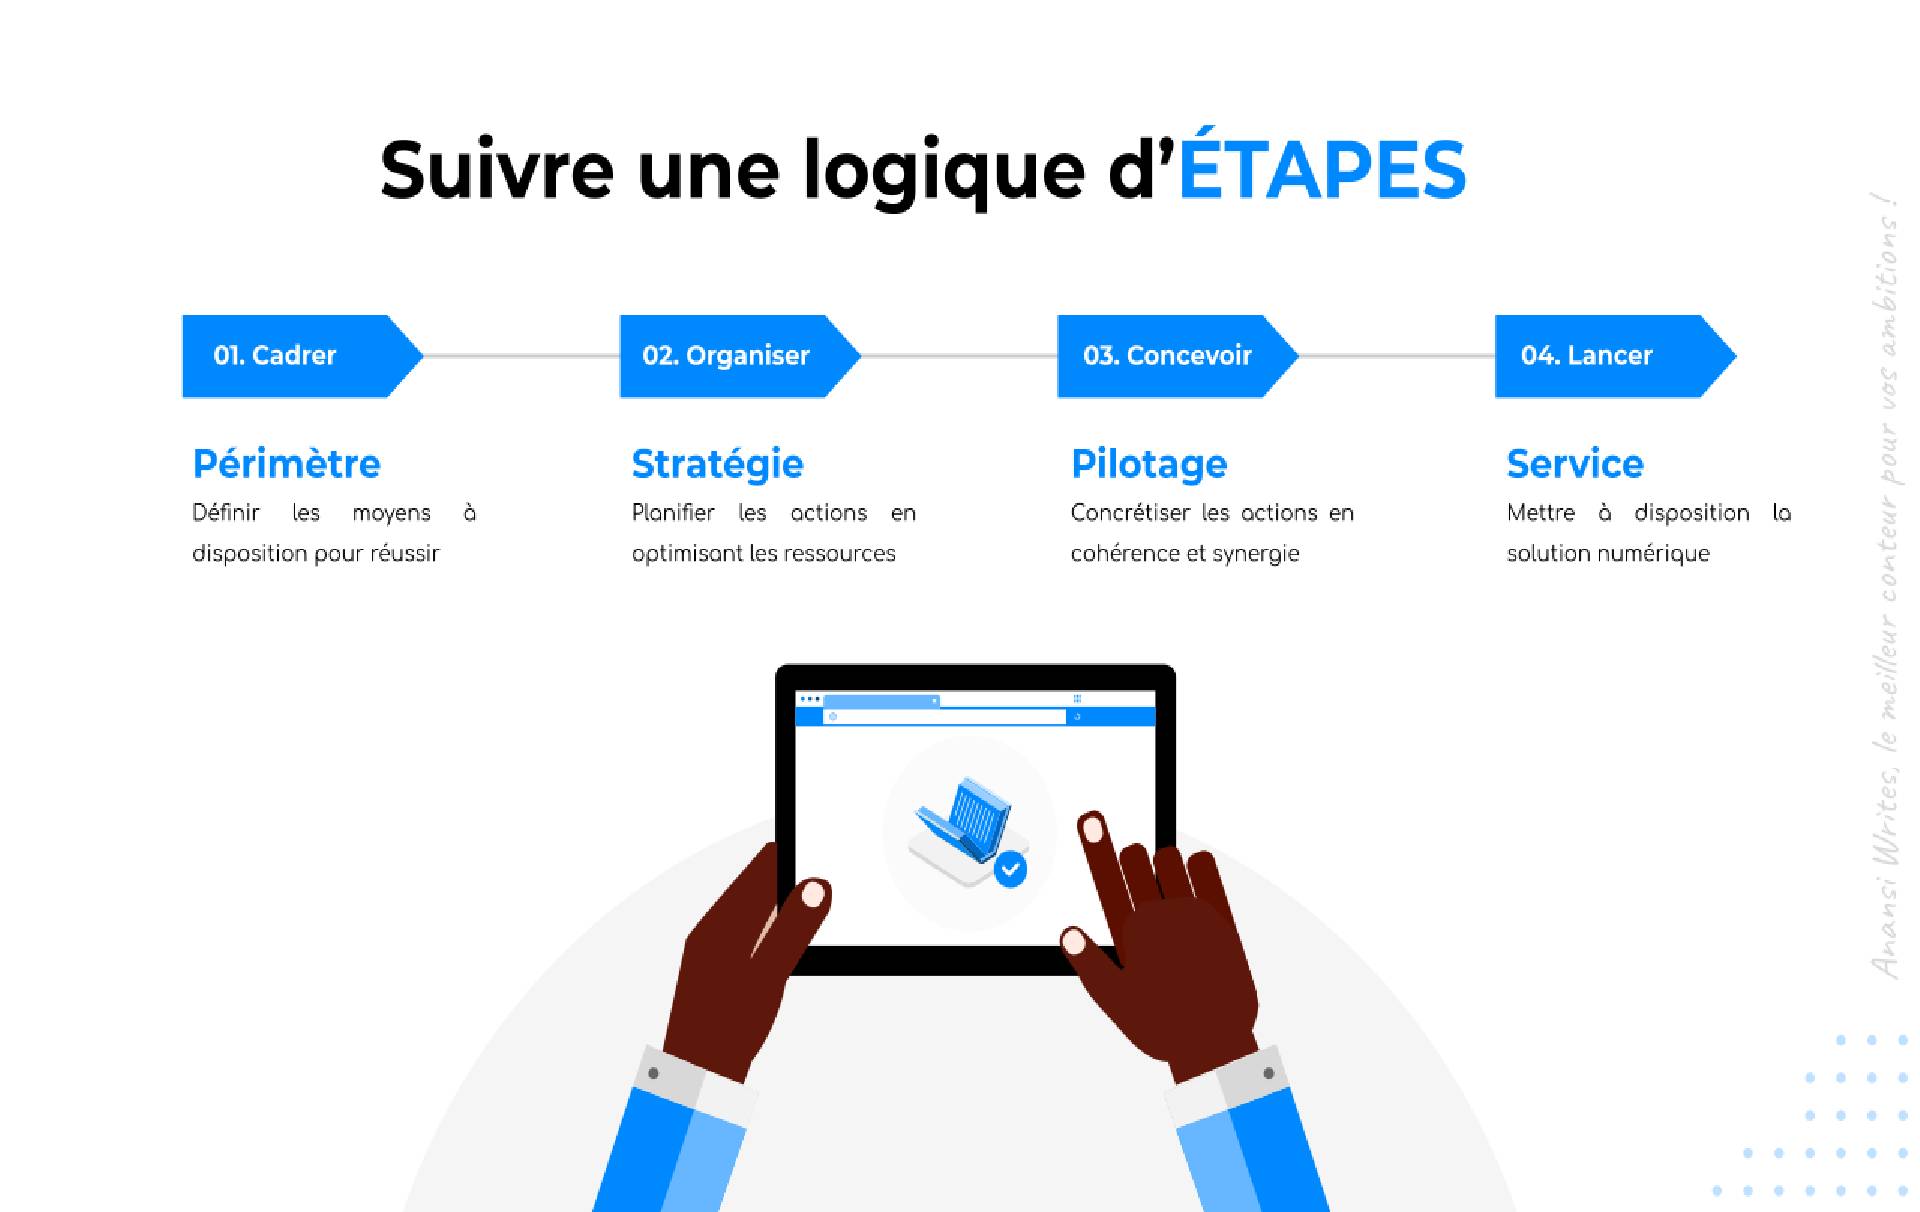 Suivre une logique d’ÉTAPES
01. Cadrer
02. Organiser
03. Concevoir
04. Lancer
Périmètre
Définir les moyens à
disposition pour réussir
Stratégie
Planifier les actions en
optimisant les ressources
Pilotage
Concrétiser les actions en
cohérence et synergie
Service
Mettre à disposition la
solution numérique
Anansi Writes, le meilleur conteur pour vos ambitions !